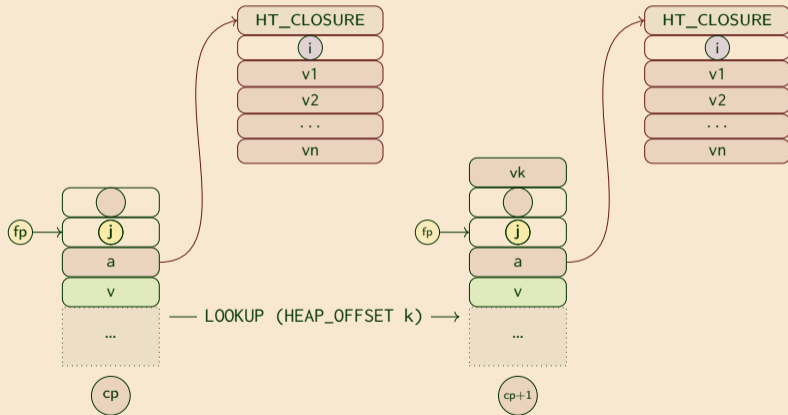 HT_CLOSURE
i
v1
v2
...
vn
fp
j
a
v
...
cp
LOOKUP (HEAP_OFFSET k)
HT_CLOSURE
i
v1
v2
...
vn
vk
fp
j
a
v
...
cp+1